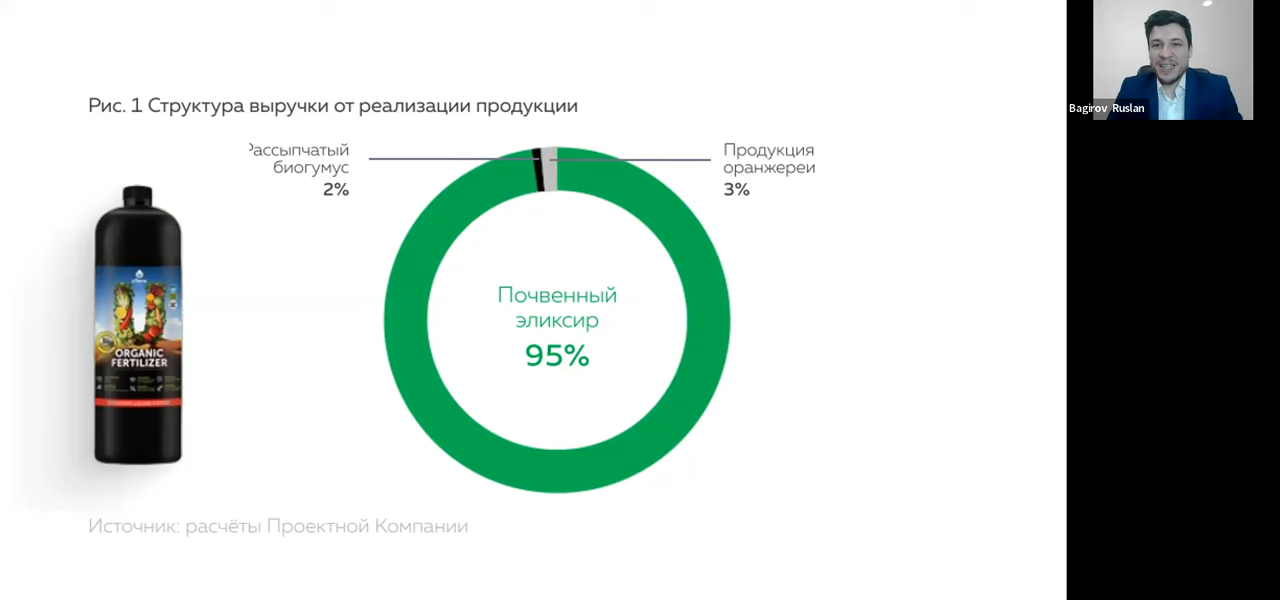 Bagirov Ruslan
Рис. 1 Структура выручки от реализации продукции
Рассыпчатый
биогумус
2%
Продукция
оранжереи
3%
Почвенный
эликсир
95%
U
ORGANIC
FERTILIZER
Источник: расчёты Проектной Компании